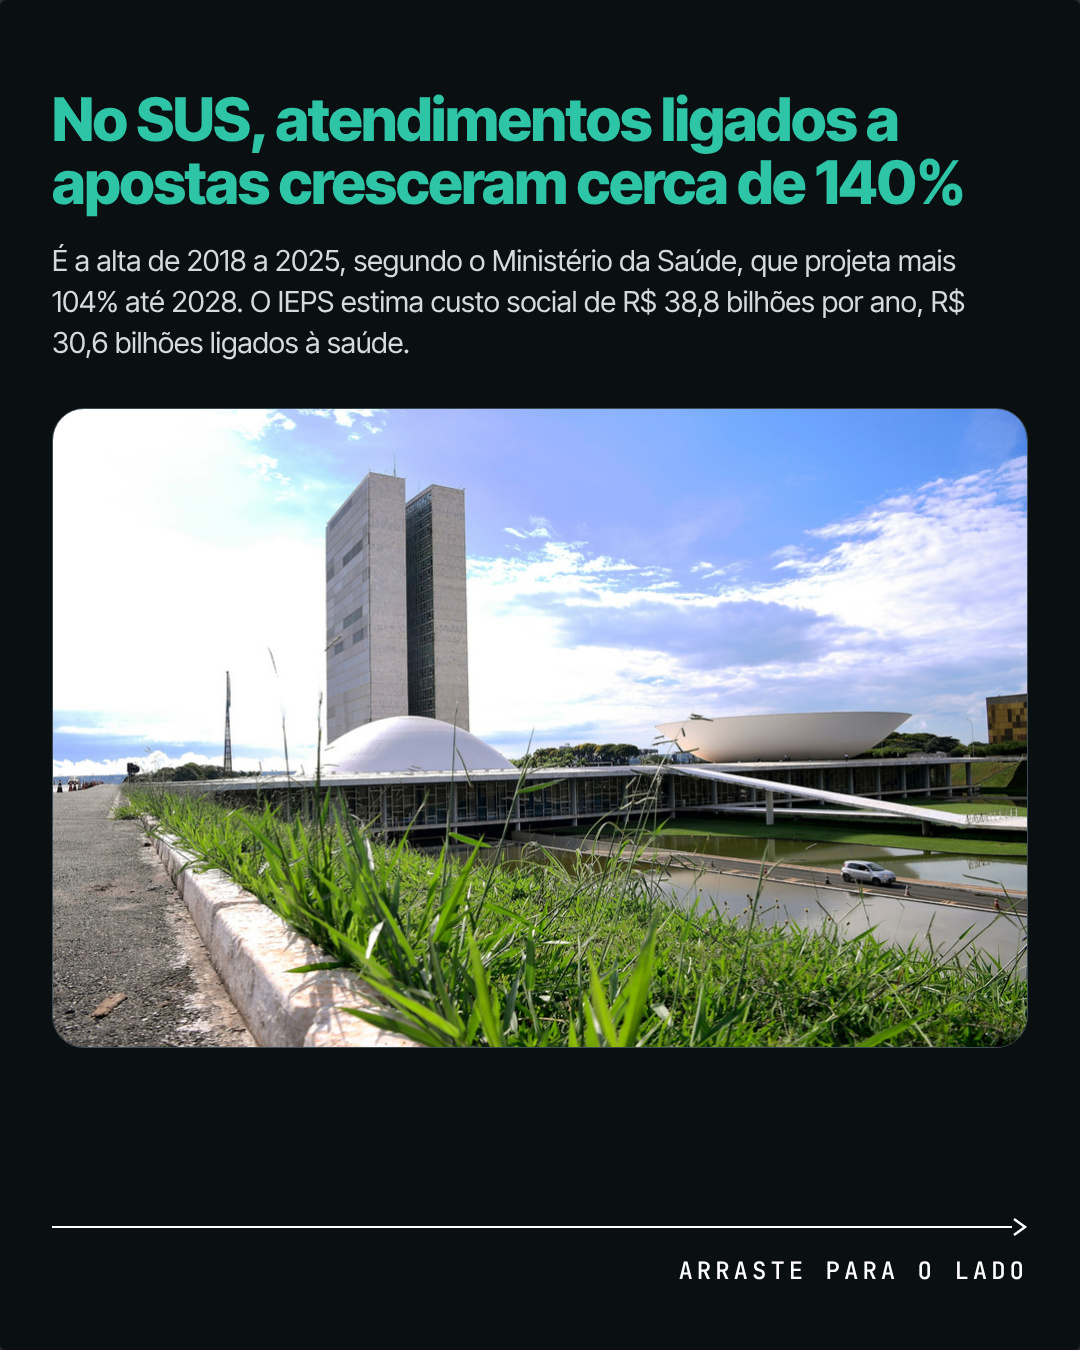 No SUS, atendimentos ligados a
apostas cresceram cerca de 140%
É a alta de 2018 a 2025, segundo o Ministério da Saúde, que projeta mais
104% até 2028. O IEPS estima custo social de R$ 38,8 bilhões por ano, R$
30,6 bilhões ligados à saúde.
ARRASTE PARA O LADO